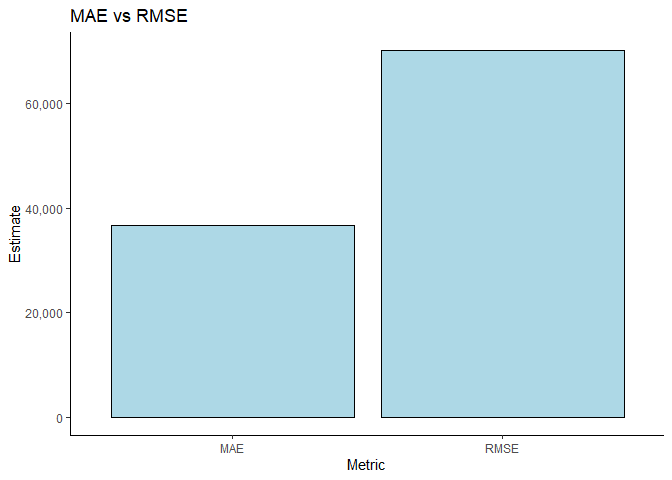 MAE vs RMSE
Estimate
60,000
40,000
20,000
0
MAE
RMSE
Metric